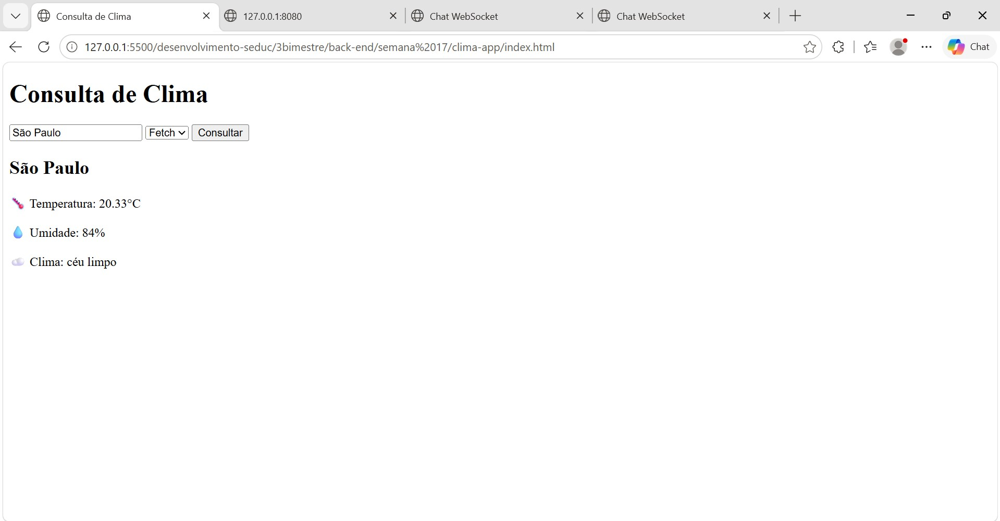 Consulta de Clima
127.0.0.1:8080
Chat WebSocket
Chat WebSocket
127.0.0.1:5500/desenvolvimento-seduc/3bimestre/back-end/semana%2017/clima-app/index.html
Chat
Consulta de Clima
São Paulo Fetch Consultar
São Paulo
Temperatura: 20.33°C
Umidade: 84%
Clima: céu limpo